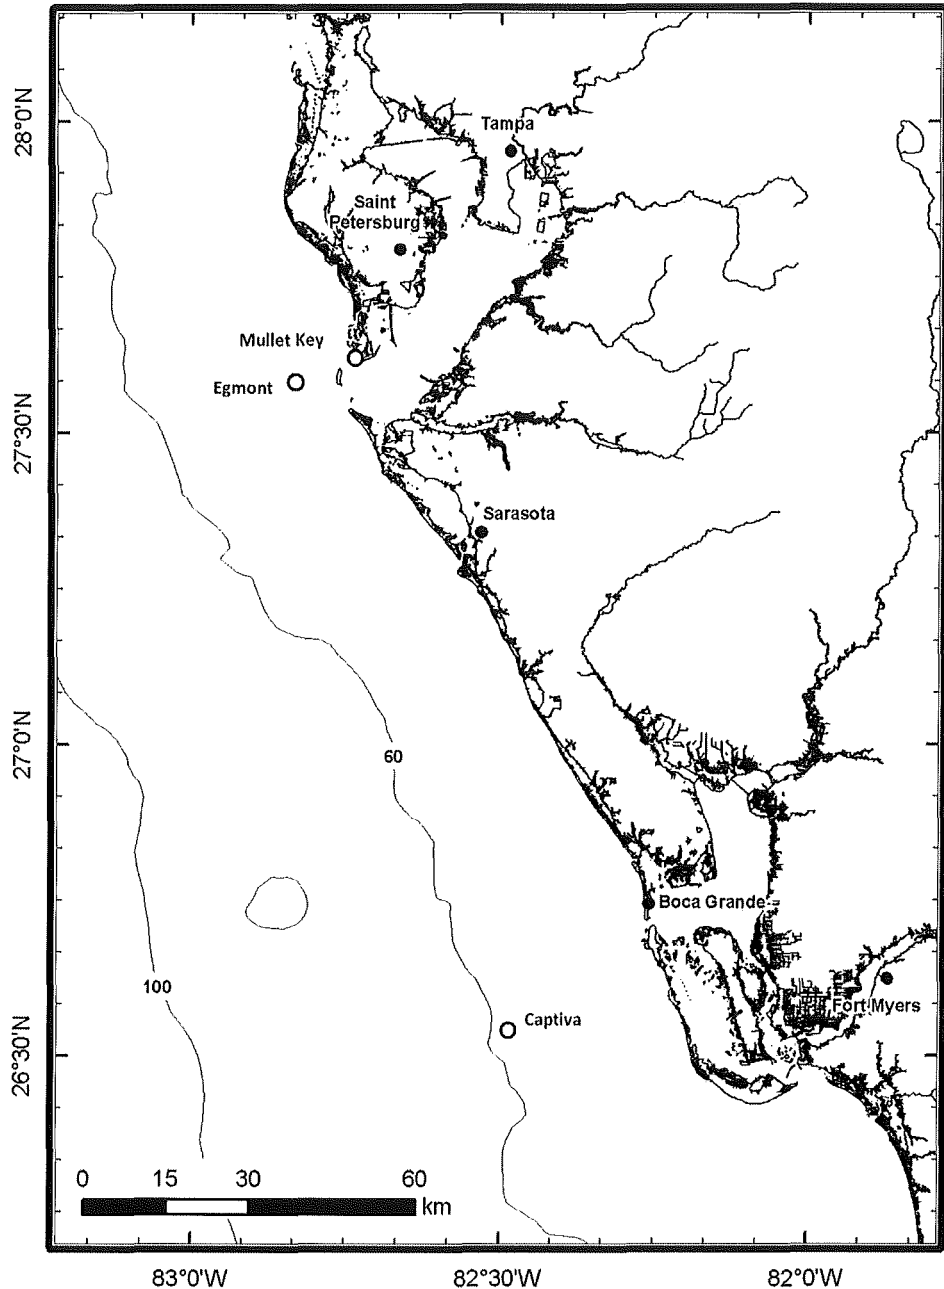 28°0'N
Tampa
Saint
Petersburg
Mullet Key
Egmont
27°30'N
Sarasota
27°0'N
60
Boca Grande
100
Fort Myers
Captiva
26°30'N
0 15 30 60
km
83°0'W 82°30'W 82°0'W